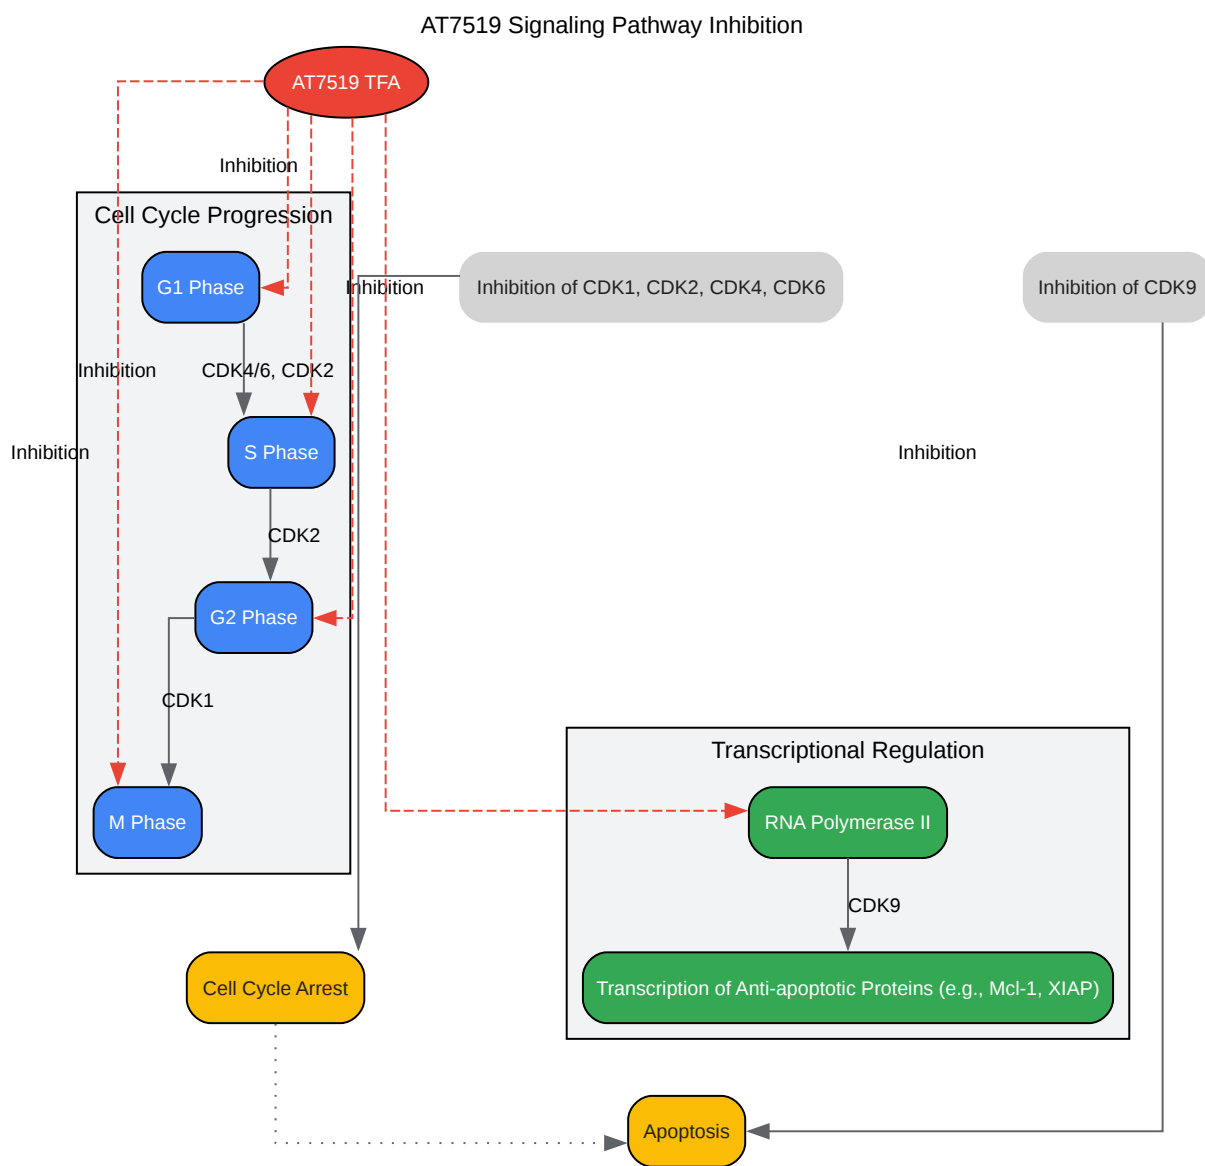 AT7519 Signaling Pathway Inhibition
AT7519 TFA
Inhibition
Cell Cycle Progression
G1 Phase
Inhibition
Inhibition of CDK1, CDK2, CDK4, CDK6
Inhibition of CDK9
Inhibition
CDK4/6, CDK2
Inhibition
S Phase
Inhibition
CDK2
G2 Phase
CDK1
Transcriptional Regulation
M Phase
RNA Polymerase II
CDK9
Cell Cycle Arrest
Transcription of Anti-apoptotic Proteins (e.g., Mcl-1, XIAP)
Apoptosis